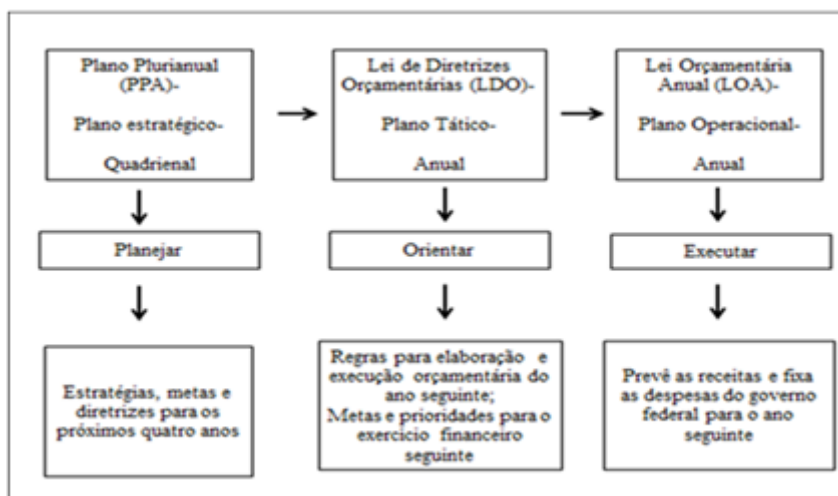 Plano Plurianual
(PPA)-
Plano estratégico-
Quadrienal
Lei de Diretrizes
Orçamentárias (LDO)-
Plano Tático-
Anual
Lei Orçamentária
Anual (LOA)-
Plano Operacional-
Anual
Planejar
Orientar
Executar
Estratégias, metas e
diretrizes para os
próximos quatro anos
Regras para elaboração e
execução orçamentária do
ano seguinte;
Metas e prioridades para o
exercício financeiro
seguinte
Prevê as receitas e fixa
as despesas do governo
federal para o ano
seguinte